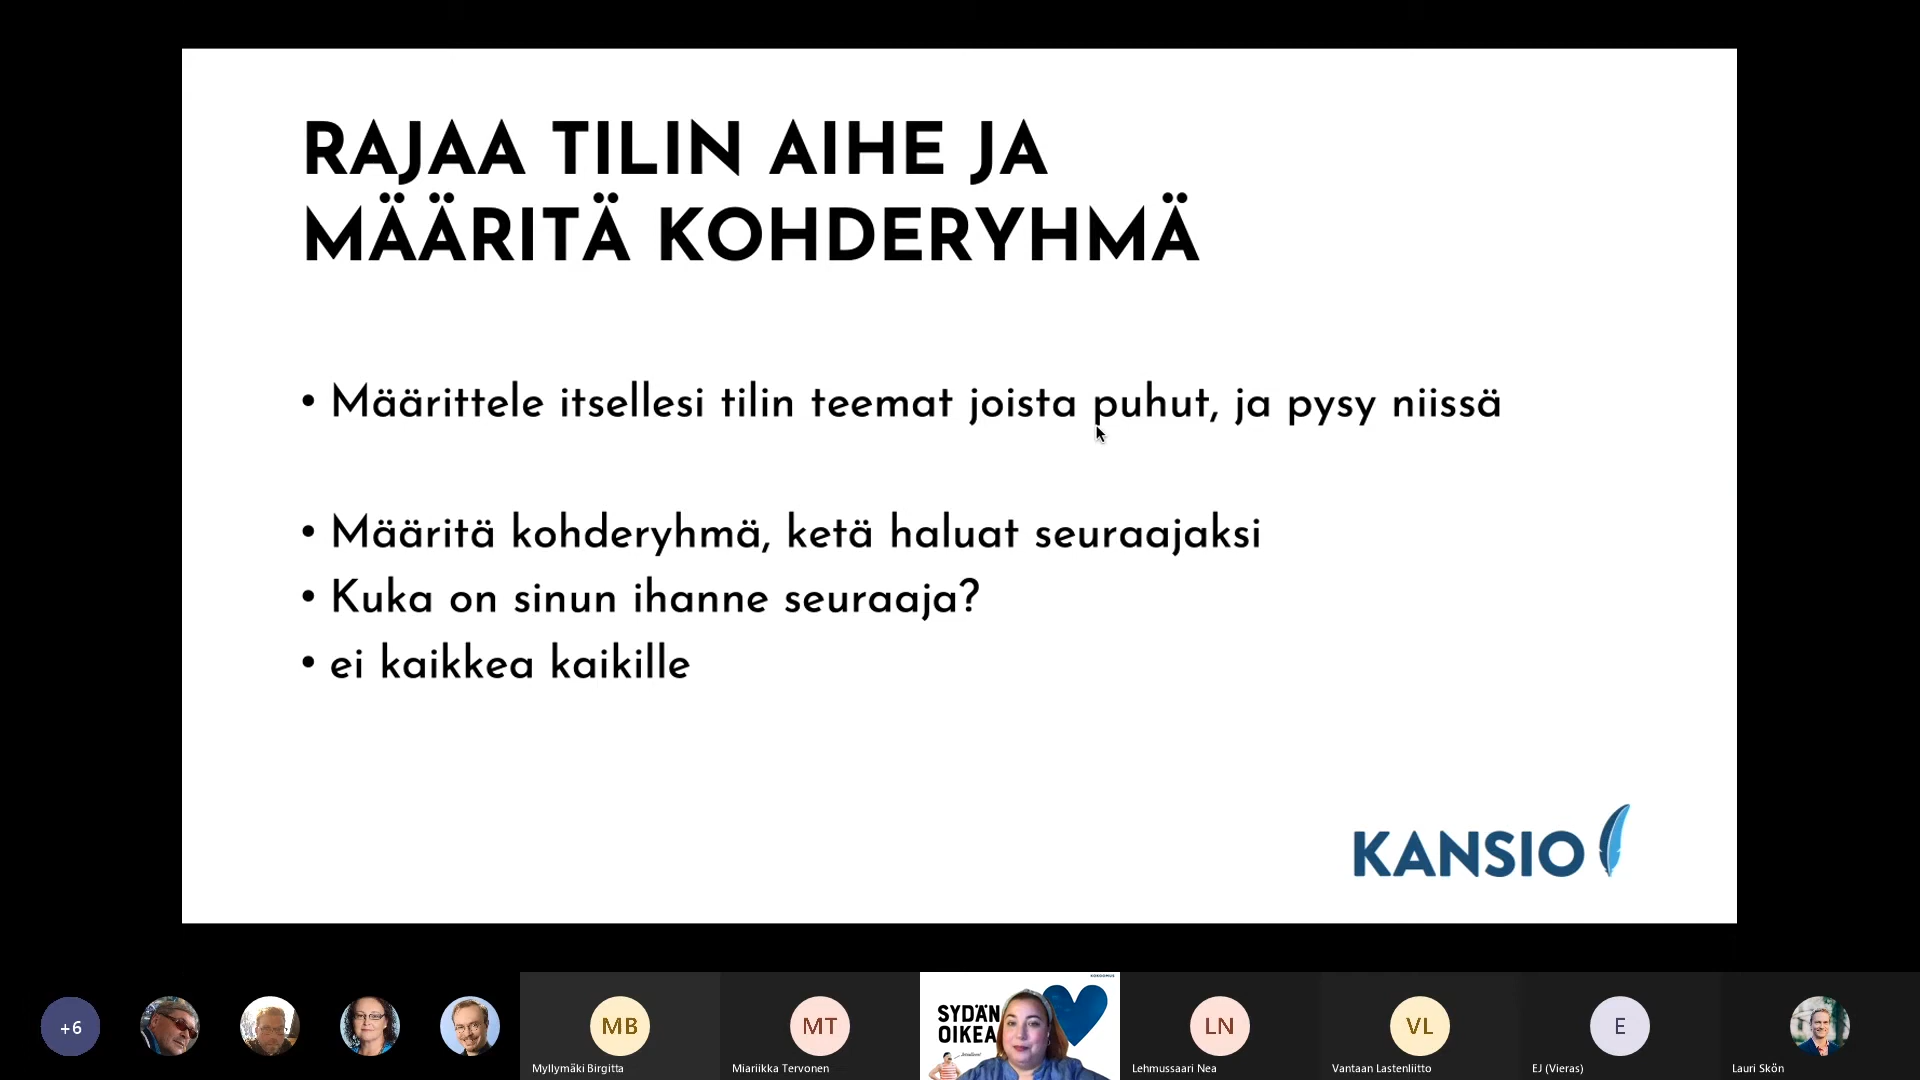 RAJAA TILIN AIHE JA
MÄÄRITÄ KOHDERYHMÄ
• Määrittele itsellesi tilin teemat joista puhut, ja pysy niissä
• Määritä kohderyhmä, ketä haluat seuraajaksi
• Kuka on sinun ihanne seuraaja?
• ei kaikkea kaikille
KANSIO
+6
MB
Myllymäki Birgitta
MT
Miariikka Tervonen
KOKOOMUS
SYDÄN
OIKEA
LN
Lehmussaari Nea
VL
Vantaan Lastenliitto
E
EJ (Vieras)
Lauri Skön